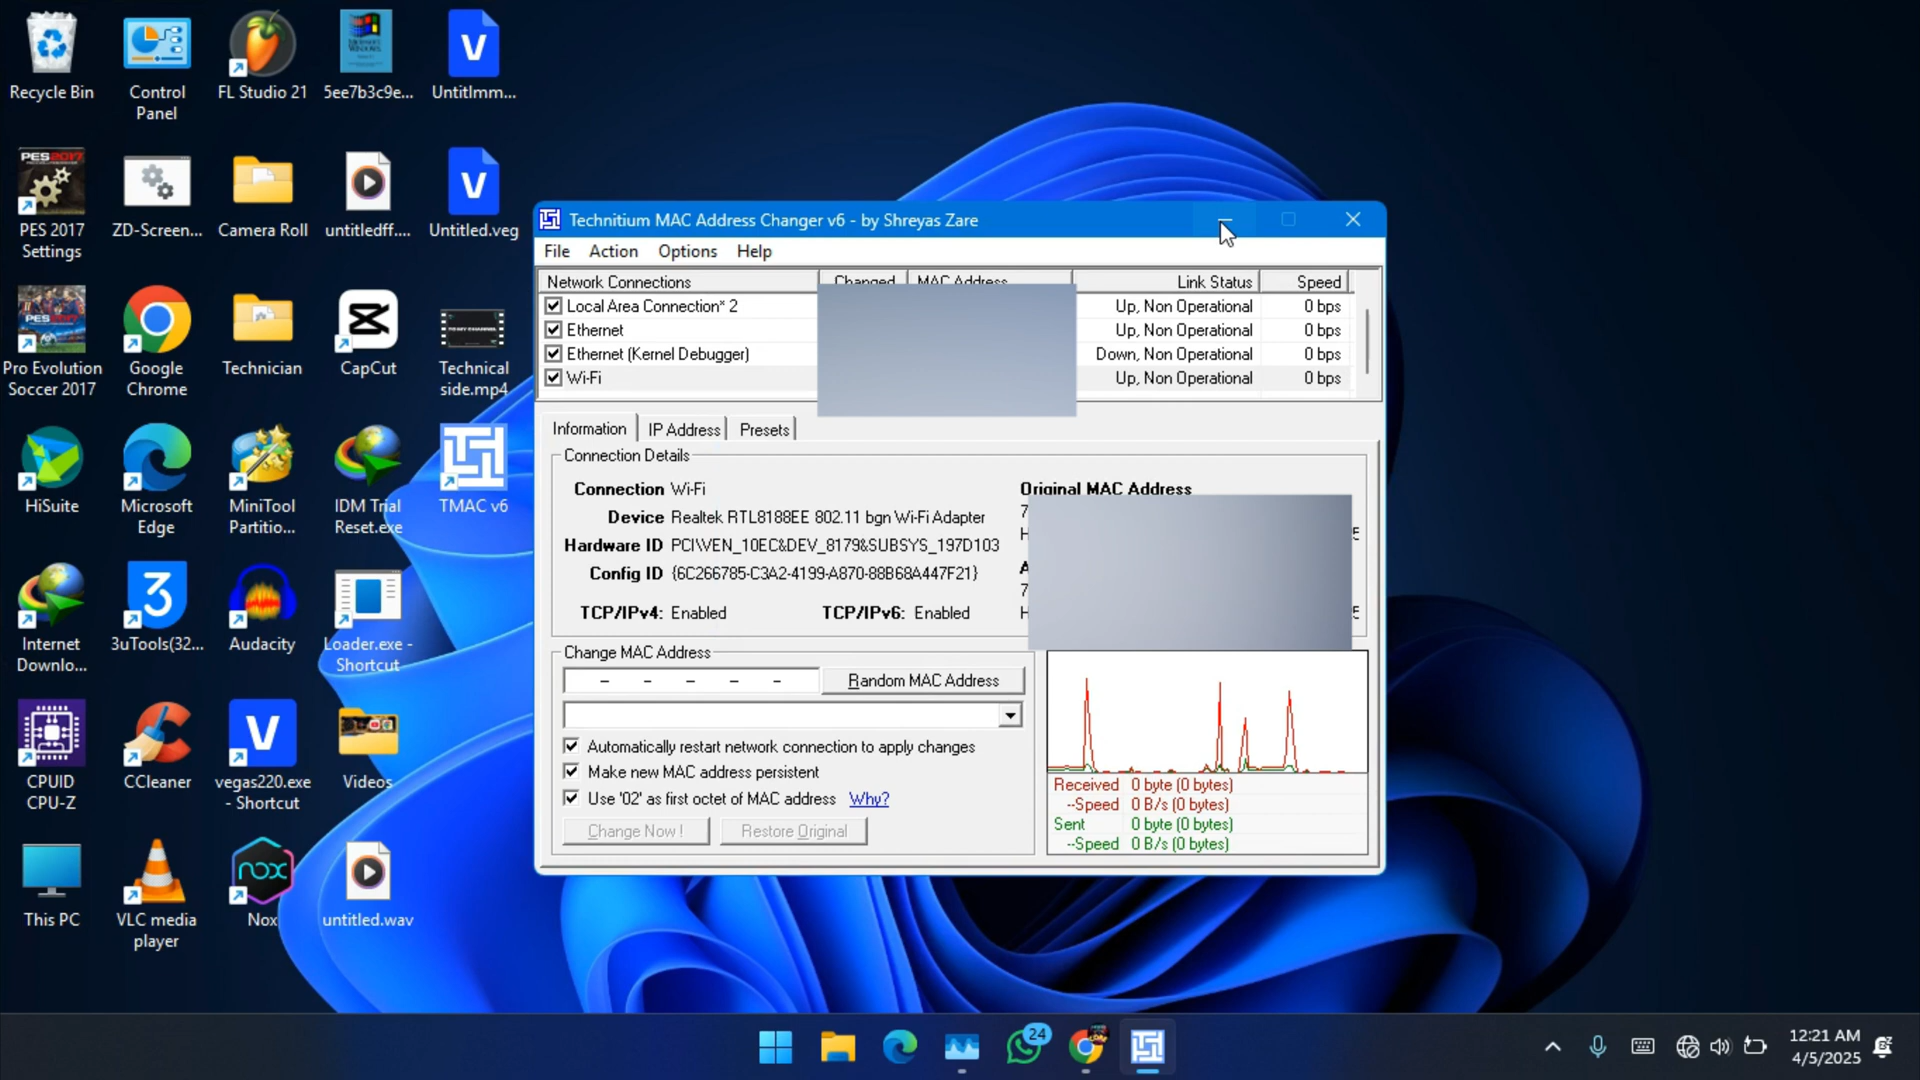 Recycle Bin
Control
Panel
FL Studio 21
5ee7b3c9e...
Untitlmm...
PES 2017
Settings
ZD-Screen...
Camera Roll
untitledff....
Untitled.veg
Pro Evolution
Soccer 2017
Google
Chrome
Technician
CapCut
Technical
side.mp4
HiSuite
Microsoft
Edge
MiniTool
Partitio...
IDM Trial
Reset.exe
TMAC v6
Internet
Downlo...
3uTools(32...
Audacity
Loader.exe -
Shortcut
CPUID
CPU-Z
CCleaner
vegas220.exe
- Shortcut
Videos
This PC
VLC media
player
Nox
untitled.wav
Technitium MAC Address Changer v6 - by Shreyas Zare
File Action Options Help
Network Connections Changed MAC Address Link Status Speed
Local Area Connection* 2 Up, Non Operational 0 bps
Ethernet Up, Non Operational 0 bps
Ethernet (Kernel Debugger) Down, Non Operational 0 bps
Wi-Fi Up, Non Operational 0 bps
Information IP Address Presets
Connection Details
Connection Wi-Fi
Device Realtek RTL8188EE 802.11 bgn Wi-Fi Adapter
Hardware ID PCI\VEN_10EC&DEV_8179&SUBSYS_197D103
Config ID {6C266785-C3A2-4199-A870-88B68A447F21}
TCP/IPv4: Enabled TCP/IPv6: Enabled
Original MAC Address
Change MAC Address
- - - - -
Random MAC Address
Automatically restart network connection to apply changes
Make new MAC address persistent
Use '02' as first octet of MAC address Why?
Change Now ! Restore Original
Received 0 byte (0 bytes)
--Speed 0 B/s (0 bytes)
Sent 0 byte (0 bytes)
--Speed 0 B/s (0 bytes)
24
12:21 AM
4/5/2025